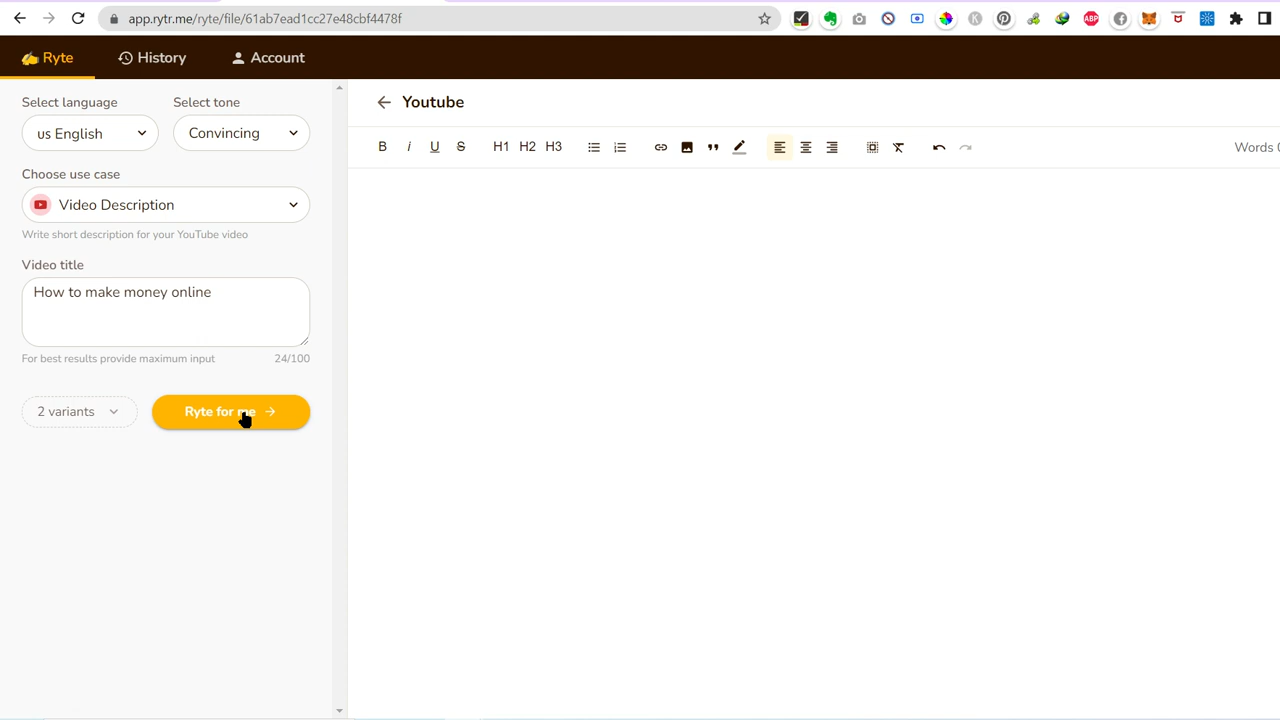 app.rytr.me/ryte/file/61ab7ead1cc27e48cbf4478f
ABP
Ryte
History
Account
Select language
Select tone
us English
Convincing
Choose use case
Video Description
Write short description for your YouTube video
Video title
How to make money online
For best results provide maximum input
24/100
2 variants
Ryte for me
Youtube
B
i
U
S
H1
H2
H3
Words 0